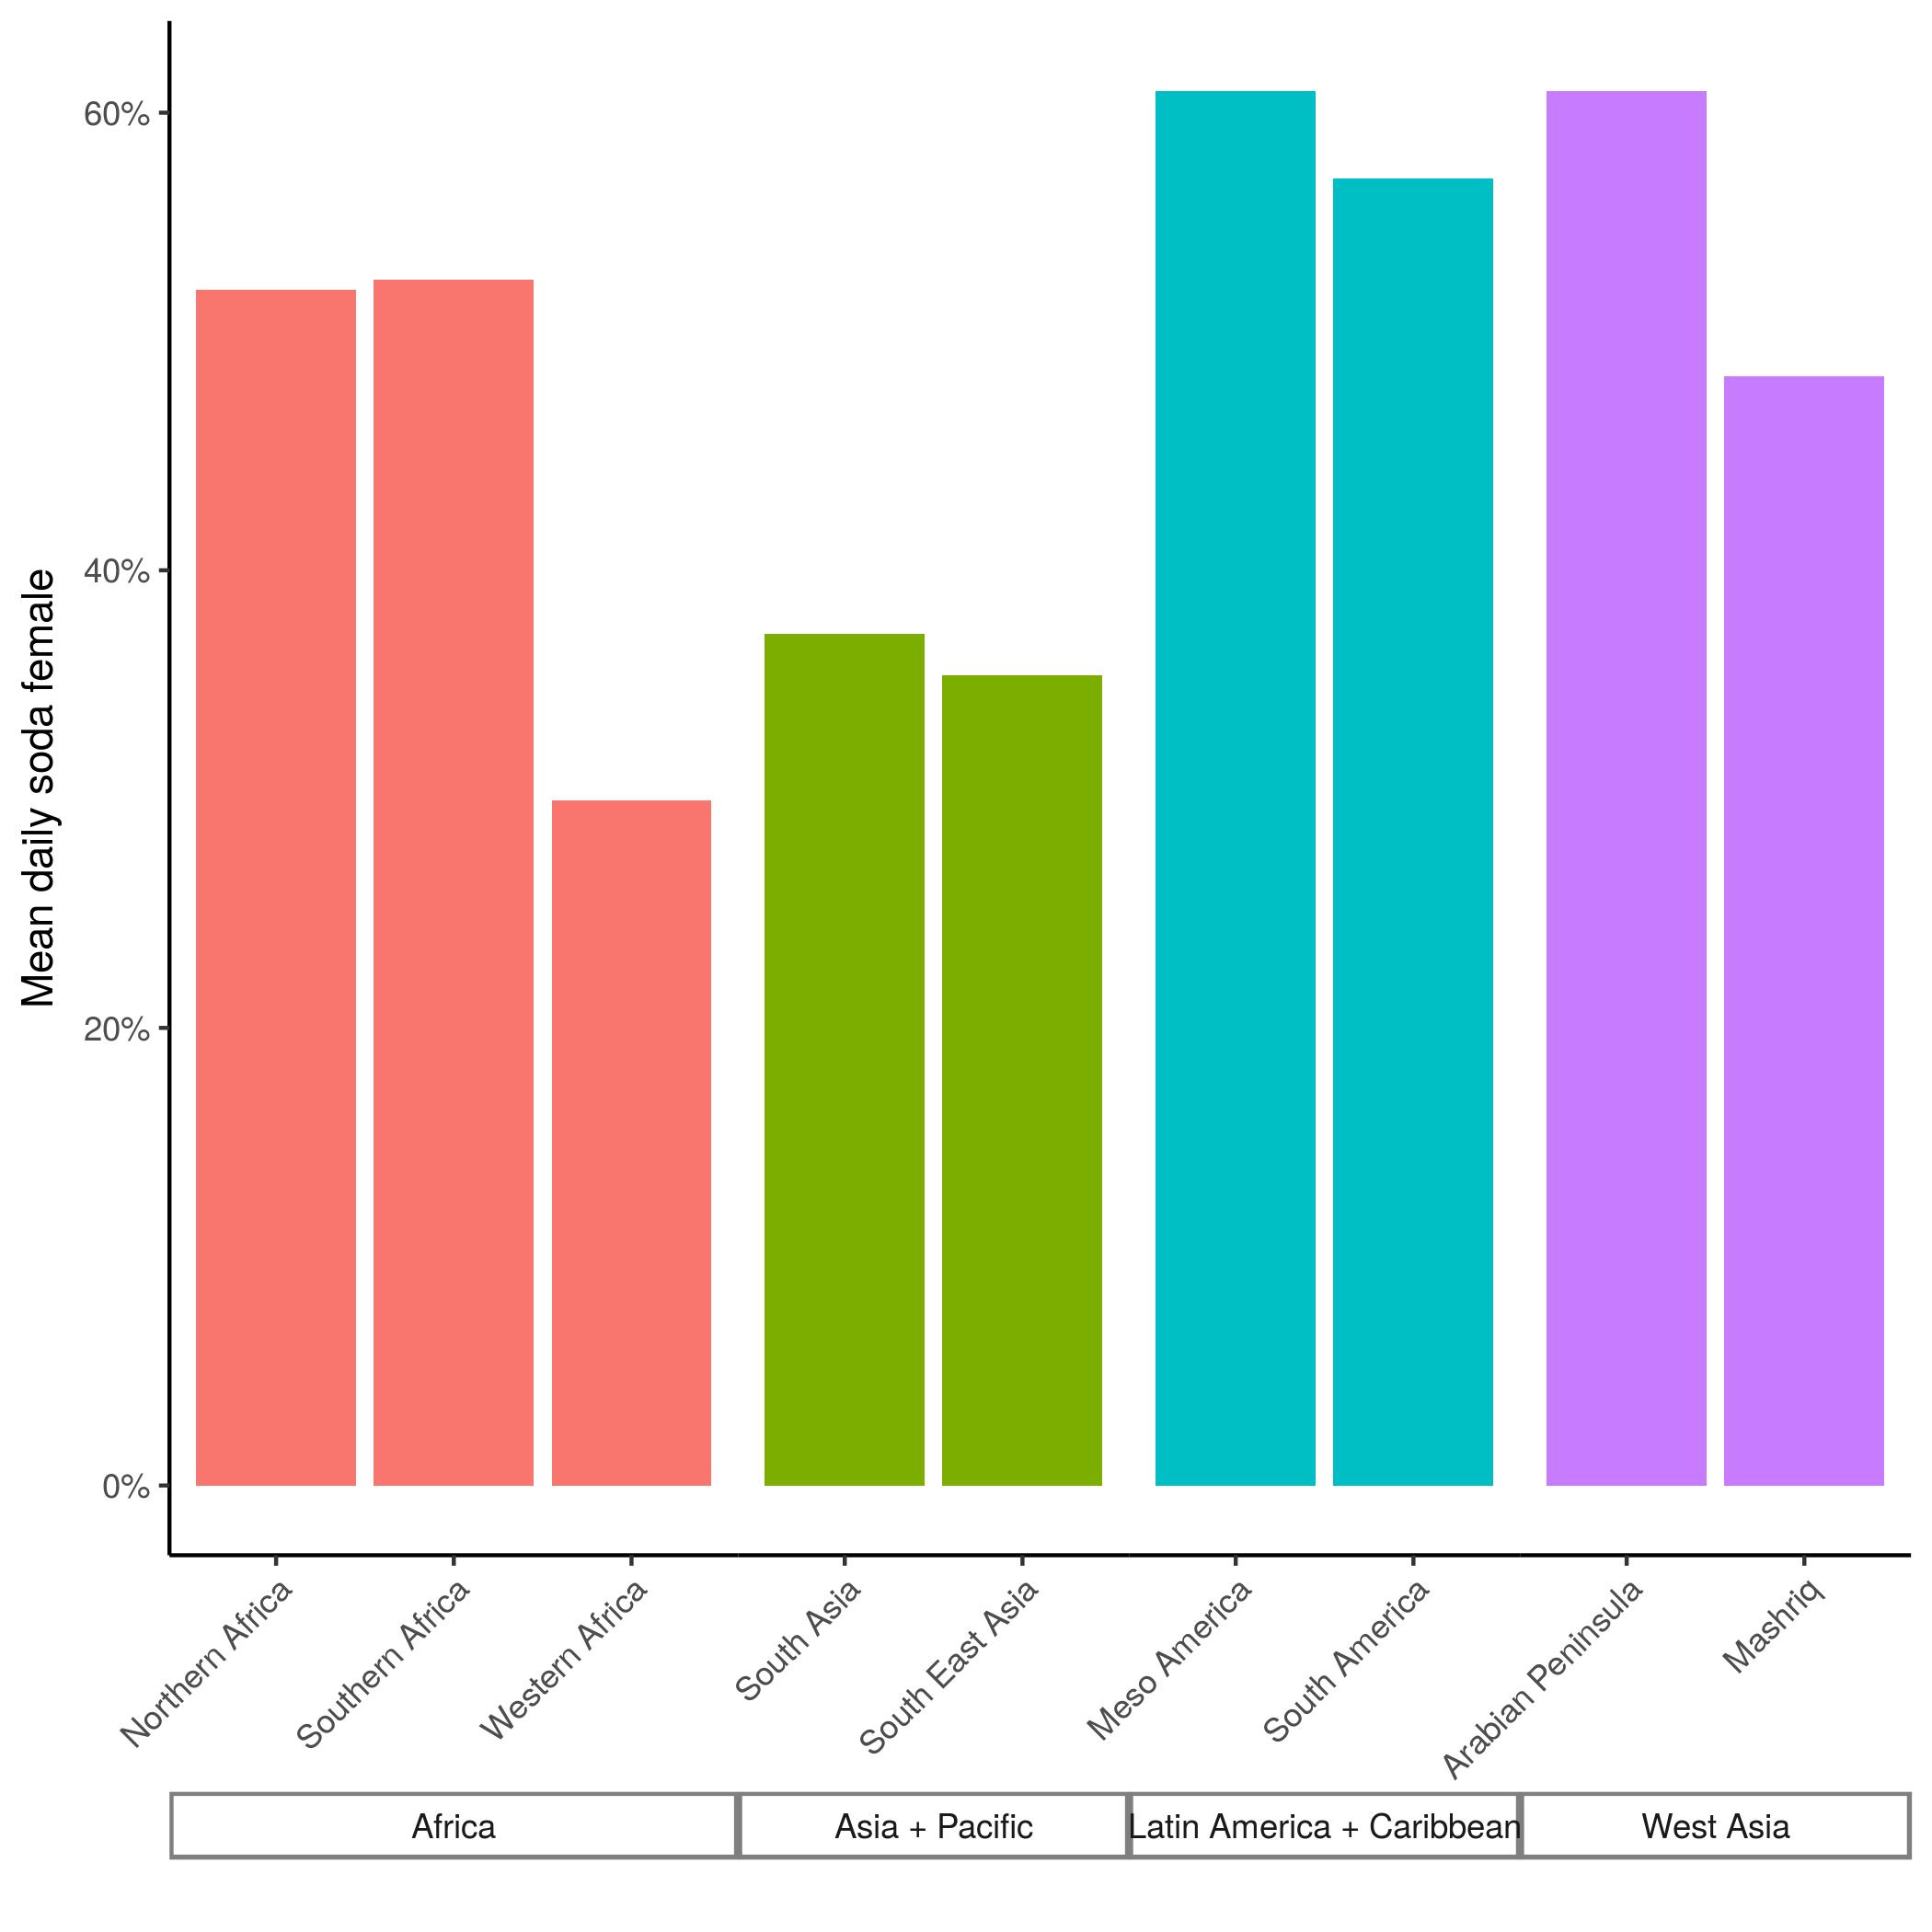 Mean daily soda female
60%
40%
20%
0%
Northern Africa
Southern Africa
Western Africa
South Asia
South East Asia
Meso America
South America
Arabian Peninsula
Mashriq
Africa
Asia + Pacific
Latin America + Caribbean
West Asia